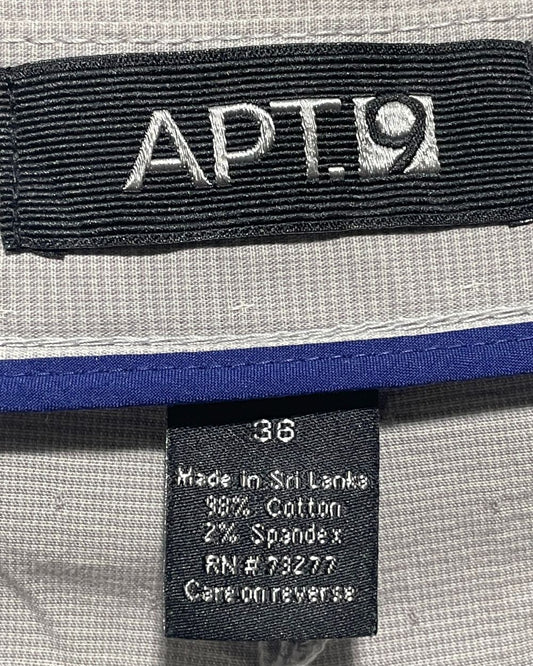 APT.9
36
Made in Sri Lanka
98% Cotton
2% Spandex
RN # 73277
Care on reverse